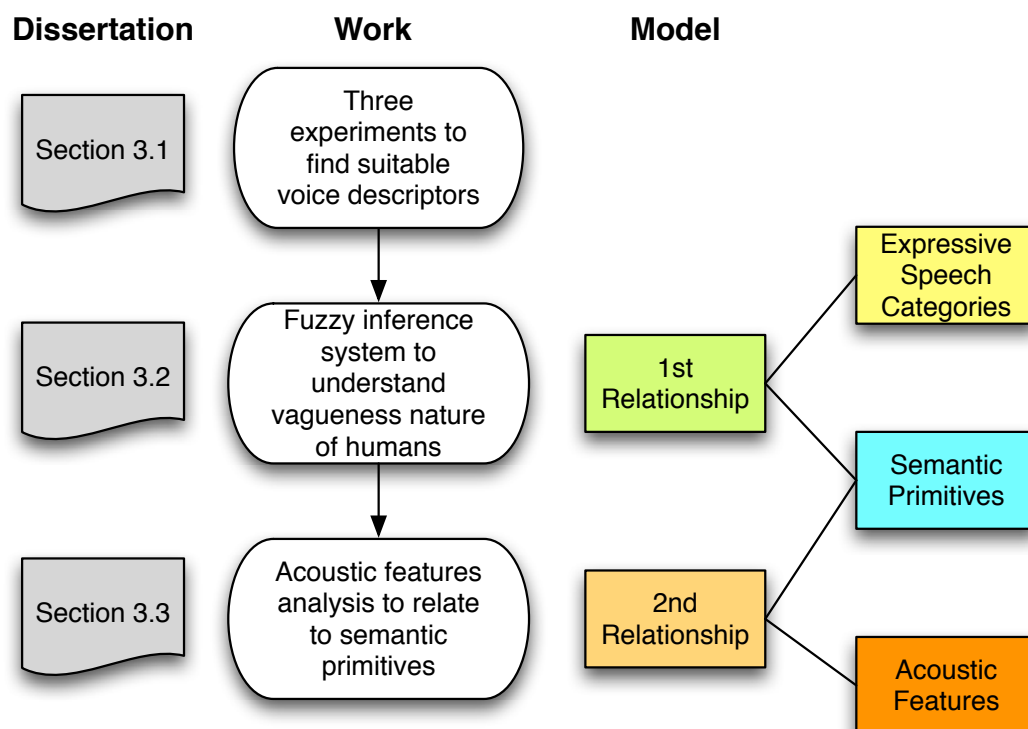 Dissertation
Work
Model
Section 3.1
Three
experiments to
find suitable
voice descriptors
Expressive
Speech
Categories
Section 3.2
Fuzzy inference
system to
understand
vagueness nature
of humans
1st
Relationship
Semantic
Primitives
Section 3.3
Acoustic features
analysis to relate
to semantic
primitives
2nd
Relationship
Acoustic
Features